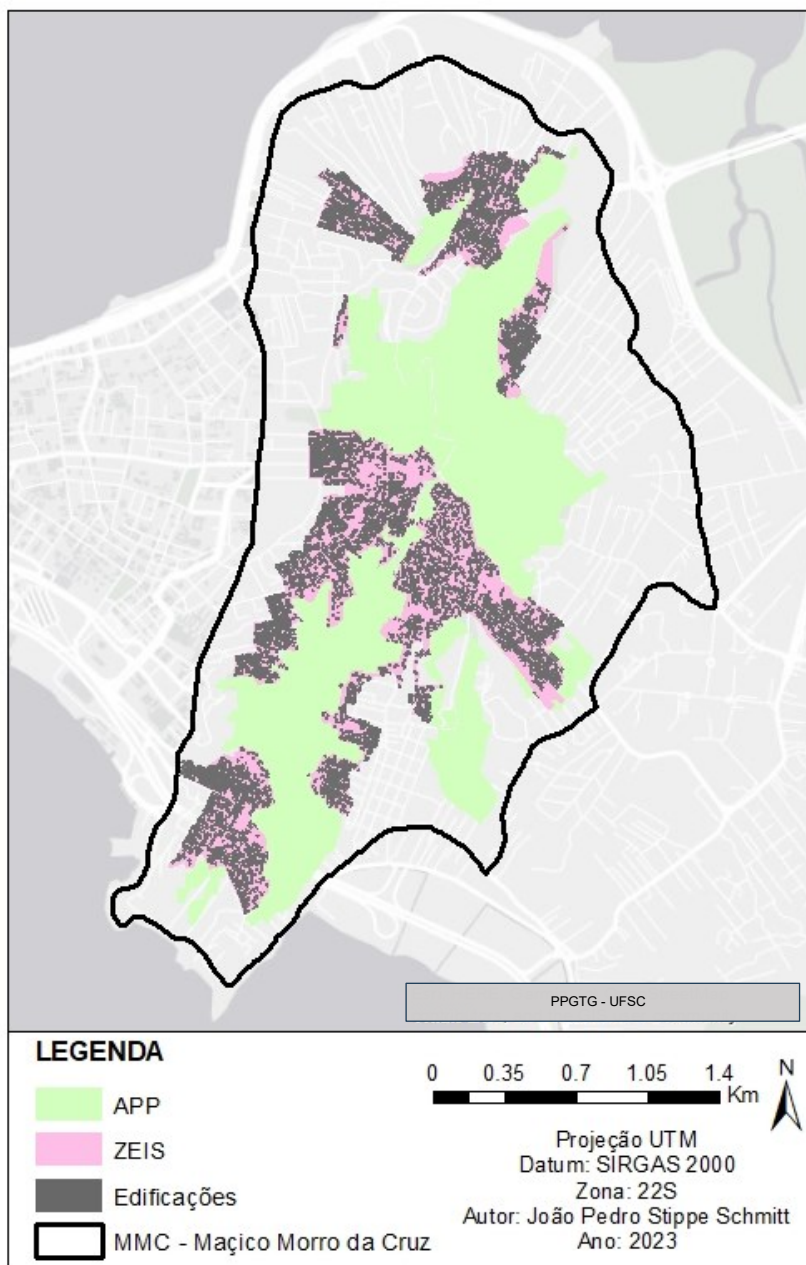 PPGTG - UFSC
LEGENDA
APP
ZEIS
Edificações
MMC - Maçico Morro da Cruz
0 0.35 0.7 1.05 1.4
Km
N
Projeção UTM
Datum: SIRGAS 2000
Zona: 22S
Autor: João Pedro Stippe Schmitt
Ano: 2023